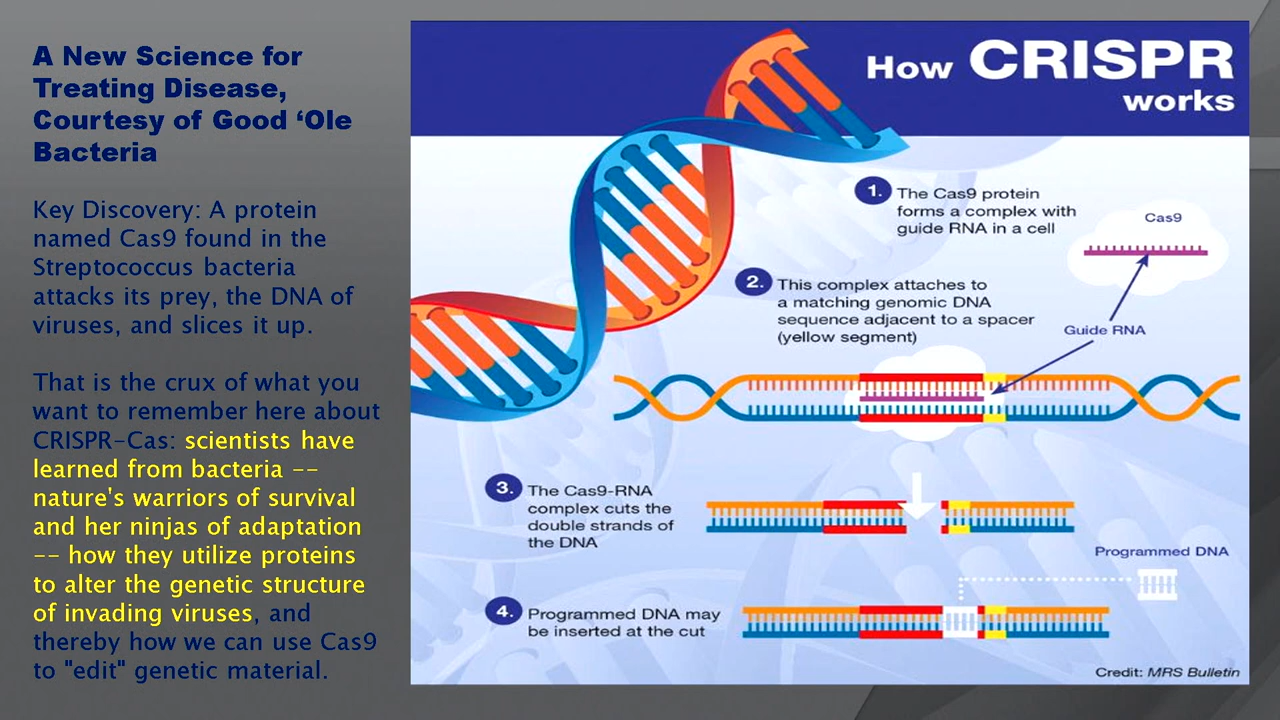 A New Science for
Treating Disease,
Courtesy of Good ‘Ole
Bacteria
Key Discovery: A protein
named Cas9 found in the
Streptococcus bacteria
attacks its prey, the DNA of
viruses, and slices it up.
That is the crux of what you
want to remember here about
CRISPR-Cas: scientists have
learned from bacteria --
nature's warriors of survival
and her ninjas of adaptation
-- how they utilize proteins
to alter the genetic structure
of invading viruses, and
thereby how we can use Cas9
to "edit" genetic material.
How CRISPR
works
1. The Cas9 protein
forms a complex with
guide RNA in a cell
Cas9
2. This complex attaches to
a matching genomic DNA
sequence adjacent to a spacer
(yellow segment)
Guide RNA
3. The Cas9-RNA
complex cuts the
double strands of
the DNA
Programmed DNA
4. Programmed DNA may
be inserted at the cut
Credit: MRS Bulletin